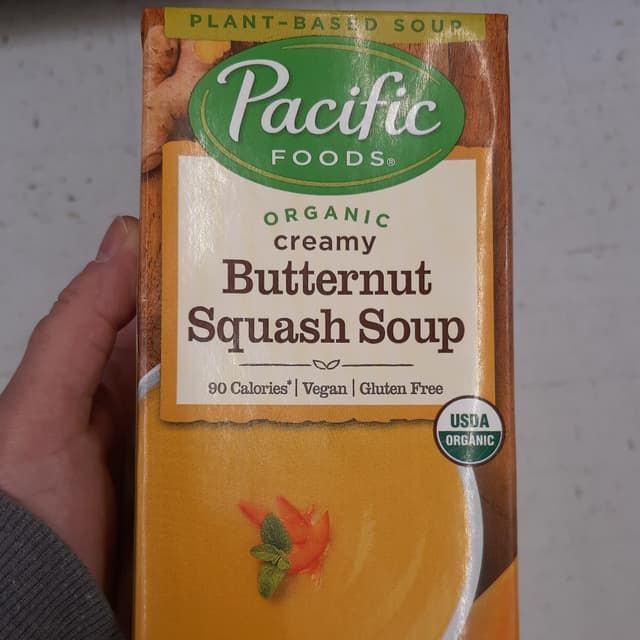 PLANT-BASED SOUP
Pacific
FOODS®
ORGANIC
creamy
Butternut
Squash Soup
90 Calories* | Vegan | Gluten Free
USDA
ORGANIC